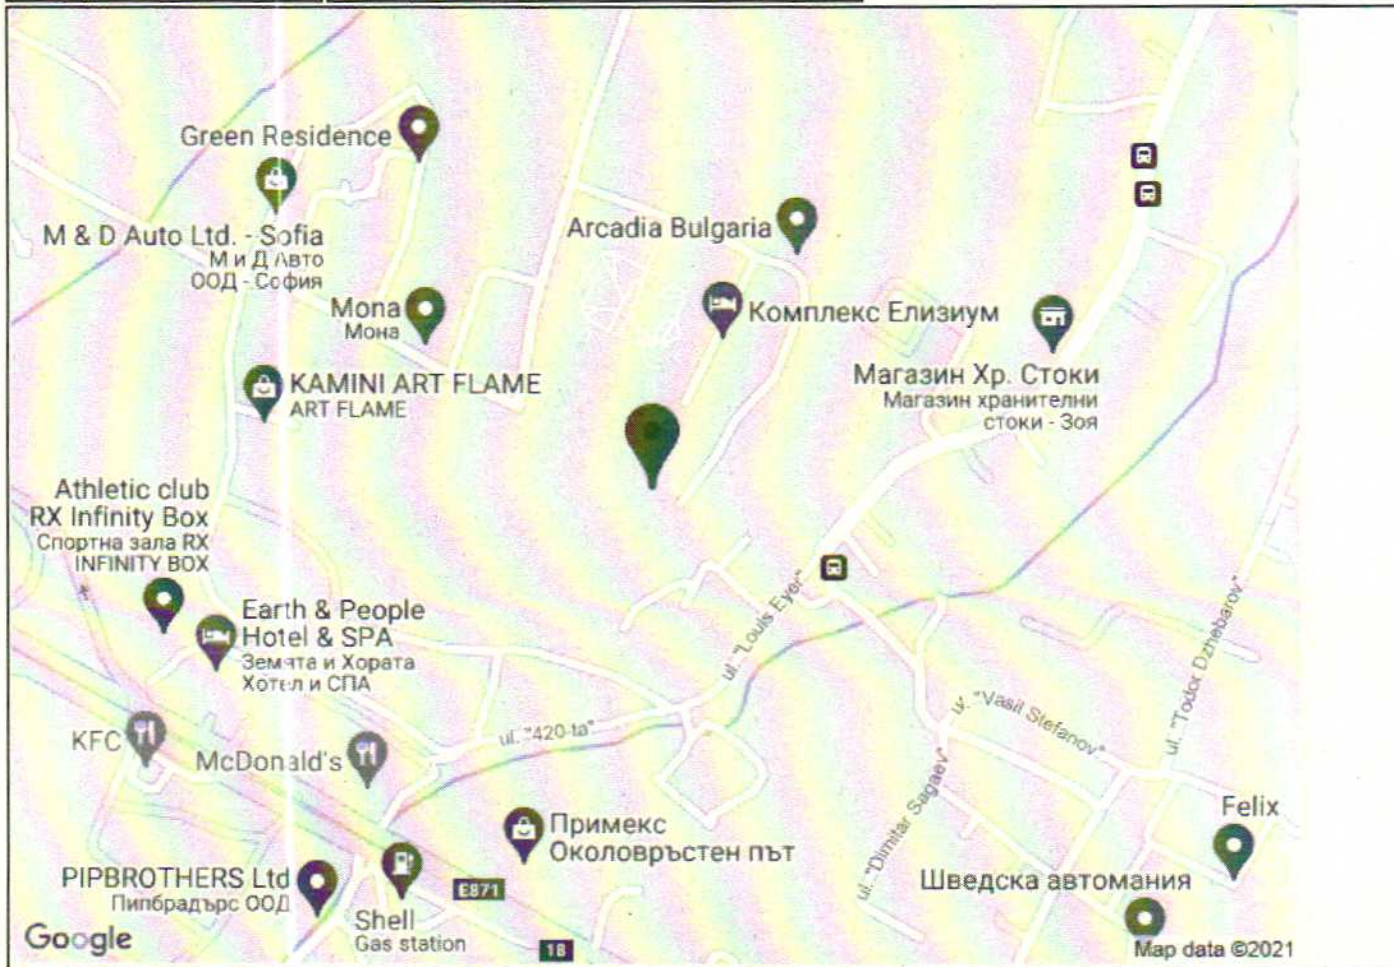 Green Residence
M & D Auto Ltd. - Sofia
М и Д Авто
ООД - София
Arcadia Bulgaria
Mona
Мона
Комплекс Елизиум
KAMINI ART FLAME
ART FLAME
Магазин Хр. Стоки
Магазин хранителни
стоки - Зоя
Athletic club
RX Infinity Box
Спортна зала RX
INFINITY BOX
Earth & People
Hotel & SPA
Земята и Хората
Хотел и СПА
ul. "Louis Eyer"
ul. "Todor Dzhebarov"
ul. "Vasil Stefanov"
ul. "420-ta"
KFC
McDonald's
ul. "Dimitar Sagaev"
Felix
Примекс
Околовръстен път
PIPBROTHERS Ltd
Пипбрадърс ООД
E871
Шведска автомания
Shell
Gas station
18
Google
Map data ©2021